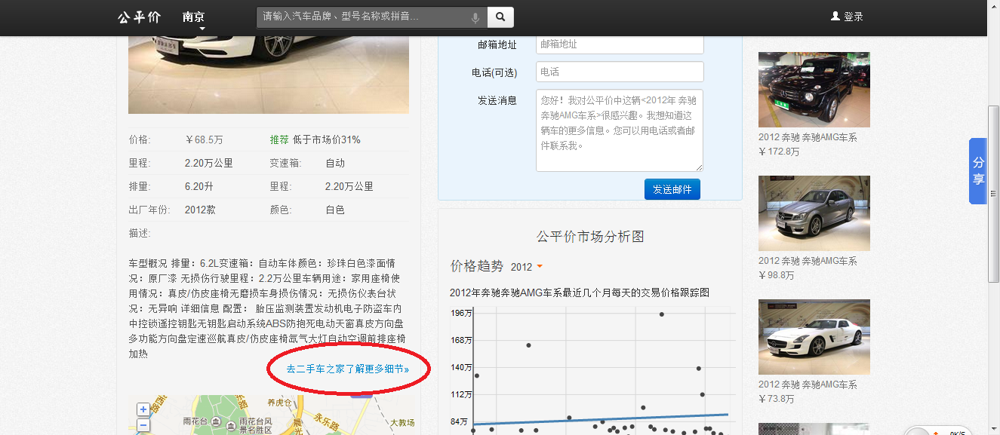 公平价
南京
请输入汽车品牌、型号名称或拼音...
登录
邮箱地址
邮箱地址
电话(可选)
电话
发送消息
您好！我对公平价中这辆<2012年 奔驰
奔驰AMG车系>很感兴趣。我想知道这
辆车的更多信息。您可以用电话或者邮
件联系我。
发送邮件
价格:
￥68.5万
推荐 低于市场价31%
里程:
2.20万公里
变速箱:
自动
排量:
6.20升
里程:
2.20万公里
出厂年份:
2012款
颜色:
白色
描述:
车型概况 排量：6.2L变速箱：自动车体颜色：珍珠白色漆面情
况：原厂漆 无损伤行驶里程：2.2万公里车辆用途：家用座椅使
用情况：真皮/仿皮座椅无磨损车身损伤情况：无损伤仪表台状
况：无异响 详细信息 配置： 胎压监测装置发动机电子防盗车内
中控锁遥控钥匙无钥匙启动系统ABS防抱死电动天窗真皮方向盘
多功能方向盘定速巡航真皮/仿皮座椅氙气大灯自动空调前排座椅
加热
去二手车之家了解更多细节»
养虎仓
雨花台
雨花台风
景名胜区
晨光
永乐路
大教场
公平价市场分析图
价格趋势 2012
2012年奔驰奔驰AMG车系最近几个月每天的交易价格跟踪图
196万
168万
140万
112万
84万
2012 奔驰 奔驰AMG车系
￥172.8万
2012 奔驰 奔驰AMG车系
￥98.8万
2012 奔驰 奔驰AMG车系
￥73.8万
分享
0K/S